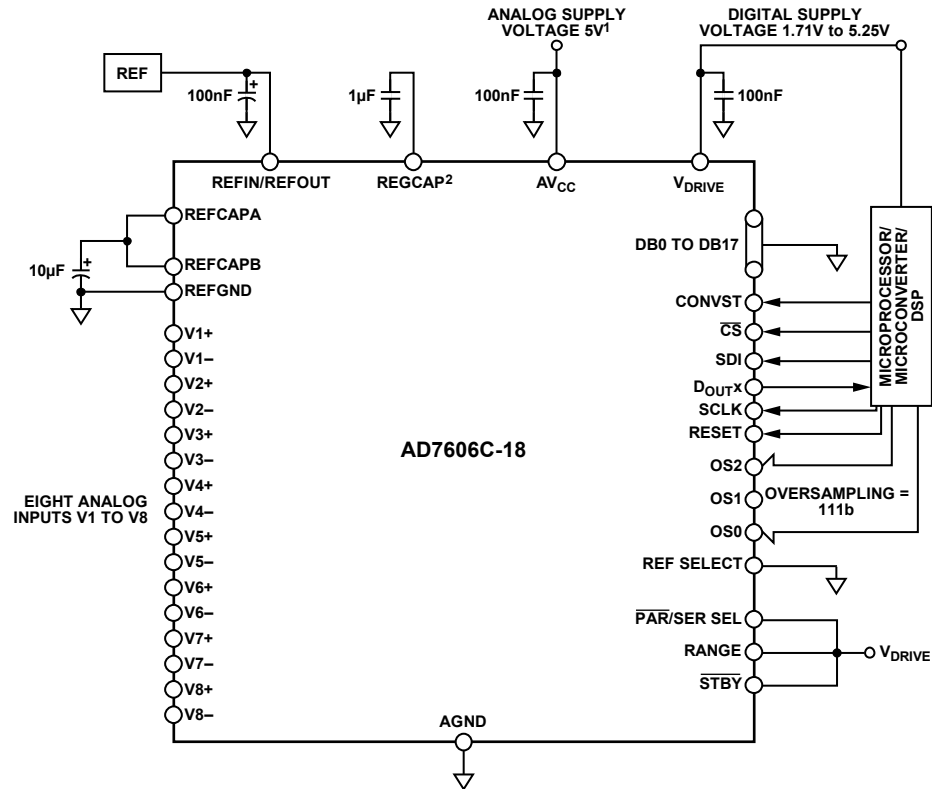 ANALOG SUPPLY
VOLTAGE 5V¹
DIGITAL SUPPLY
VOLTAGE 1.71V to 5.25V
REF
100nF
+
1µF
100nF
100nF
REFIN/REFOUT
REGCAP²
AVCC
VDRIVE
REFCAPA
REFCAPB
REFGND
10µF
+
V1+
V1–
V2+
V2–
V3+
V3–
V4+
V4–
V5+
V5–
V6+
V6–
V7+
V7–
V8+
V8–
EIGHT ANALOG
INPUTS V1 TO V8
AD7606C-18
DB0 TO DB17
CONVST
CS
SDI
DOUTx
SCLK
RESET
OS2
OS1
OS0
OVERSAMPLING =
111b
REF SELECT
PAR/SER SEL
RANGE
STBY
VDRIVE
MICROPROCESSOR/
MICROCONVERTER/
DSP
AGND